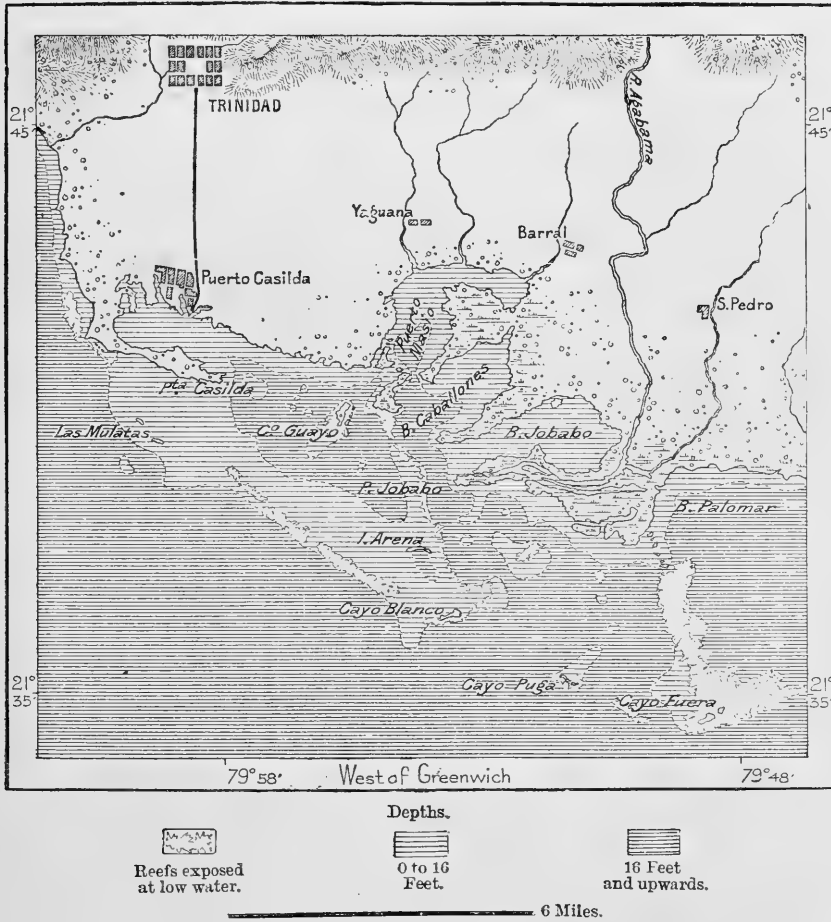 TRINIDAD
21°
45'
21°
45'
R. Agabama
Yaguana
Barral
Puerto Casilda
S. Pedro
Puerto
Masio
Pta Casilda
B. Caballones
Las Mulatas
Co. Guayo
B. Jobabo
P. Jobabo
B. Palomar
I. Arena
Cayo Blanco
Cayo Puga
Cayo Fuera
21°
35'
21°
35'
79°58'
West of Greenwich
79°48'
Depths.
Reefs exposed
at low water.
0 to 16
Feet.
16 Feet
and upwards.
6 Miles.